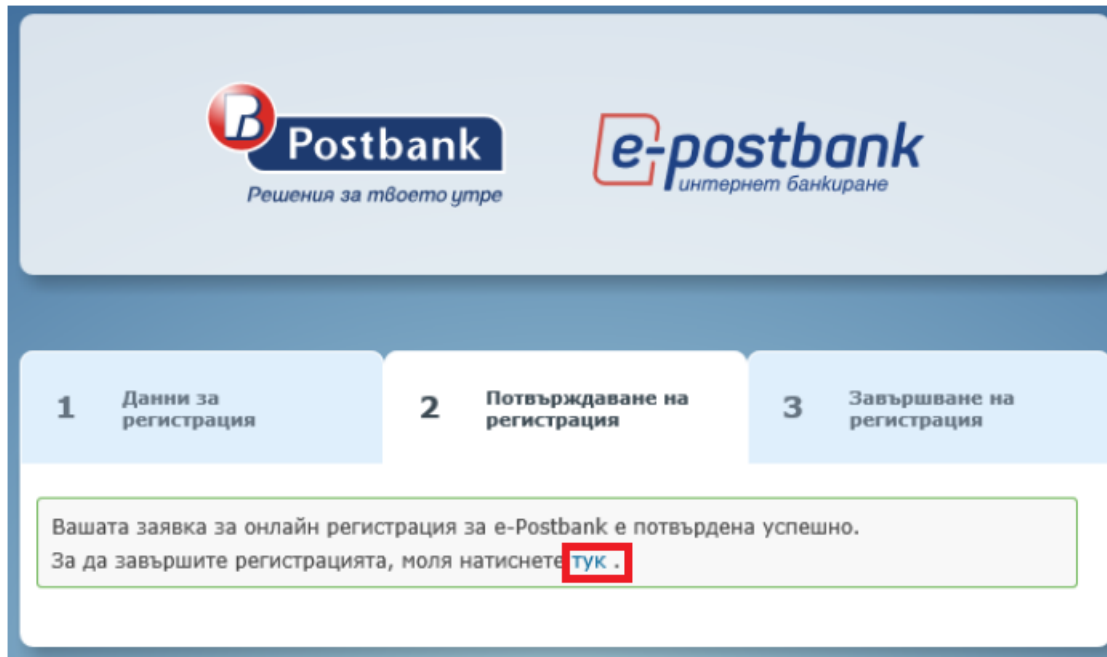 Postbank
Решения за твоето утре
e-postbank
интернет банкиране
1 Данни за
регистрация
2 Потвърждаване на
регистрация
3 Завършване на
регистрация
Вашата заявка за онлайн регистрация за e-Postbank е потвърдена успешно.
За да завършите регистрацията, моля натиснете тук .